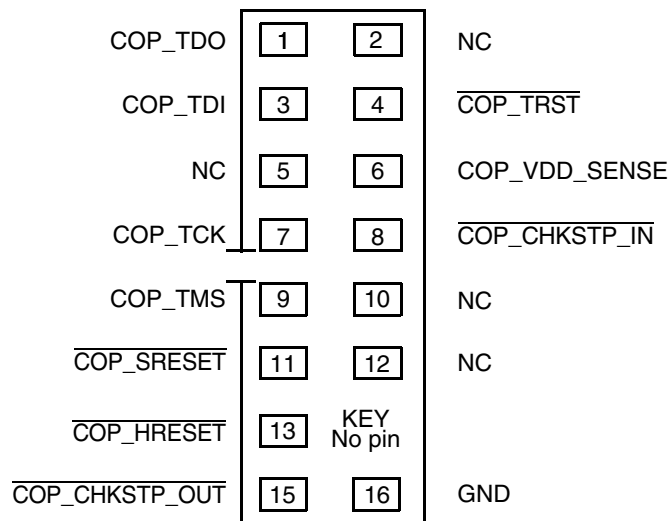 COP_TDO 1 2 NC
COP_TDI 3 4 COP_TRST
NC 5 6 COP_VDD_SENSE
COP_TCK 7 8 COP_CHKSTP_IN
COP_TMS 9 10 NC
COP_SRESET 11 12 NC
COP_HRESET 13 KEY
No pin
COP_CHKSTP_OUT 15 16 GND